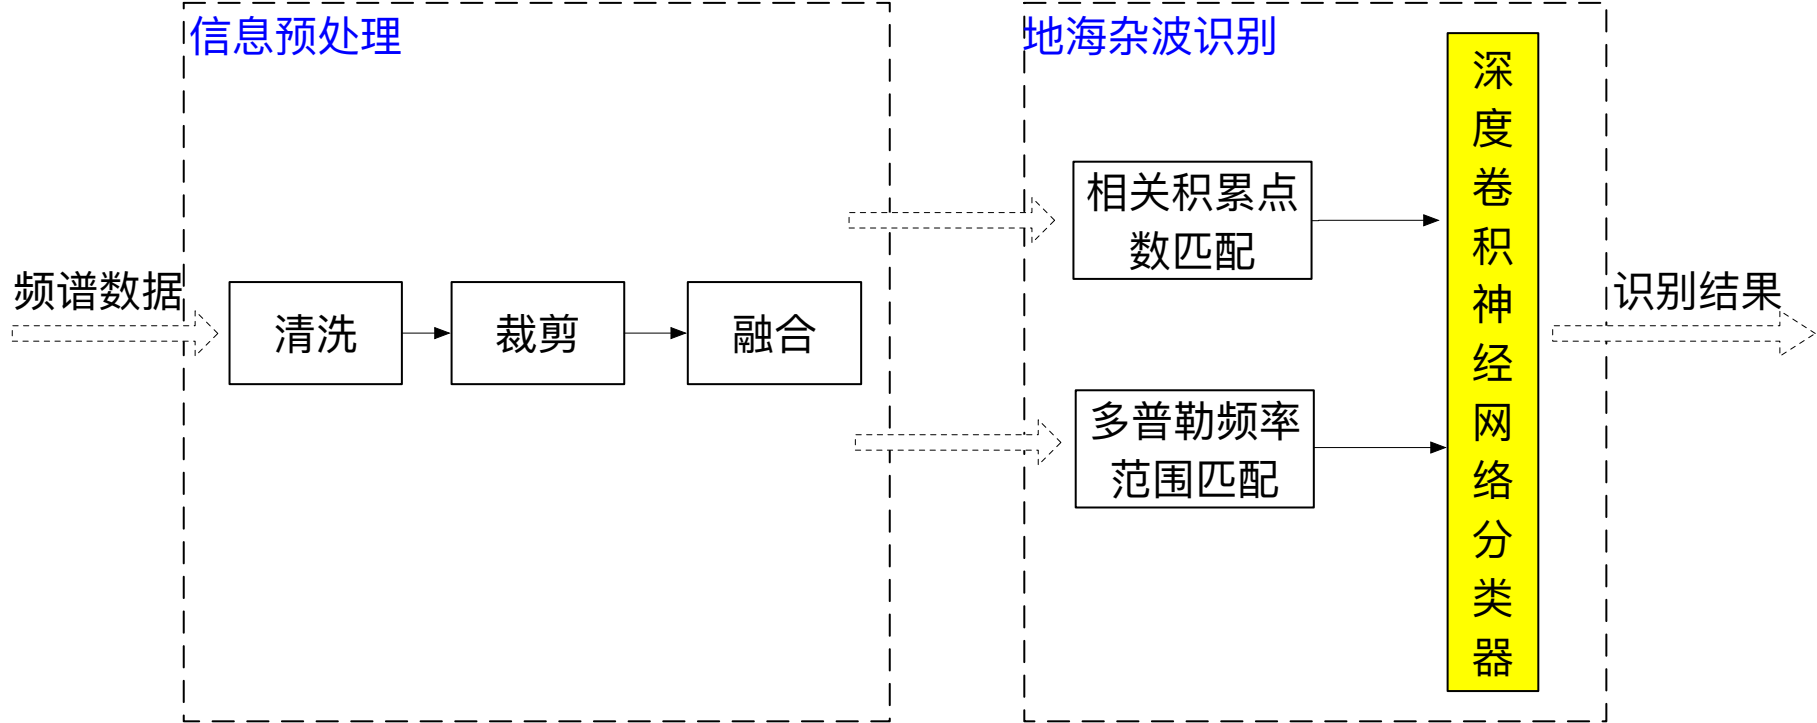 信息预处理
频谱数据
清洗
裁剪
融合
地海杂波识别
相关积累点
数匹配
多普勒频率
范围匹配
深
度
卷
积
神
经
网
络
分
类
器
识别结果